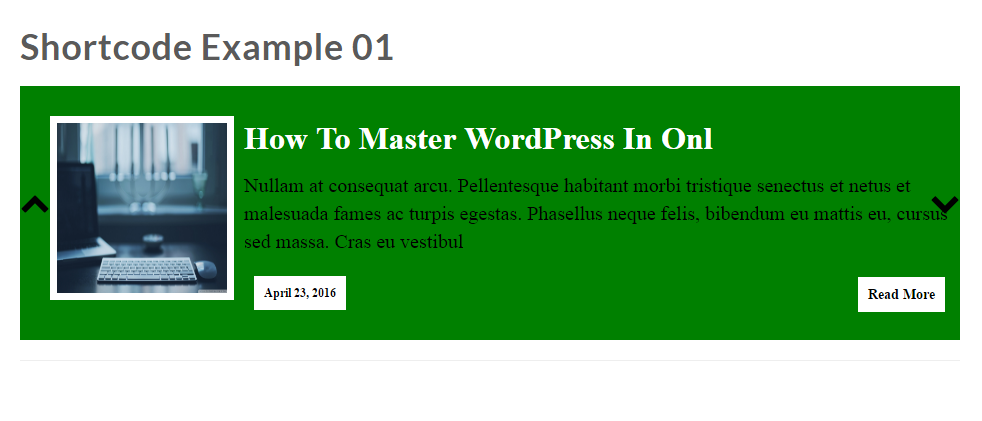 Shortcode Example 01
How To Master WordPress In Onl
Nullam at consequat arcu. Pellentesque habitant morbi tristique senectus et netus et
malesuada fames ac turpis egestas. Phasellus neque felis, bibendum eu mattis eu, cursus
sed massa. Cras eu vestibul
April 23, 2016
Read More